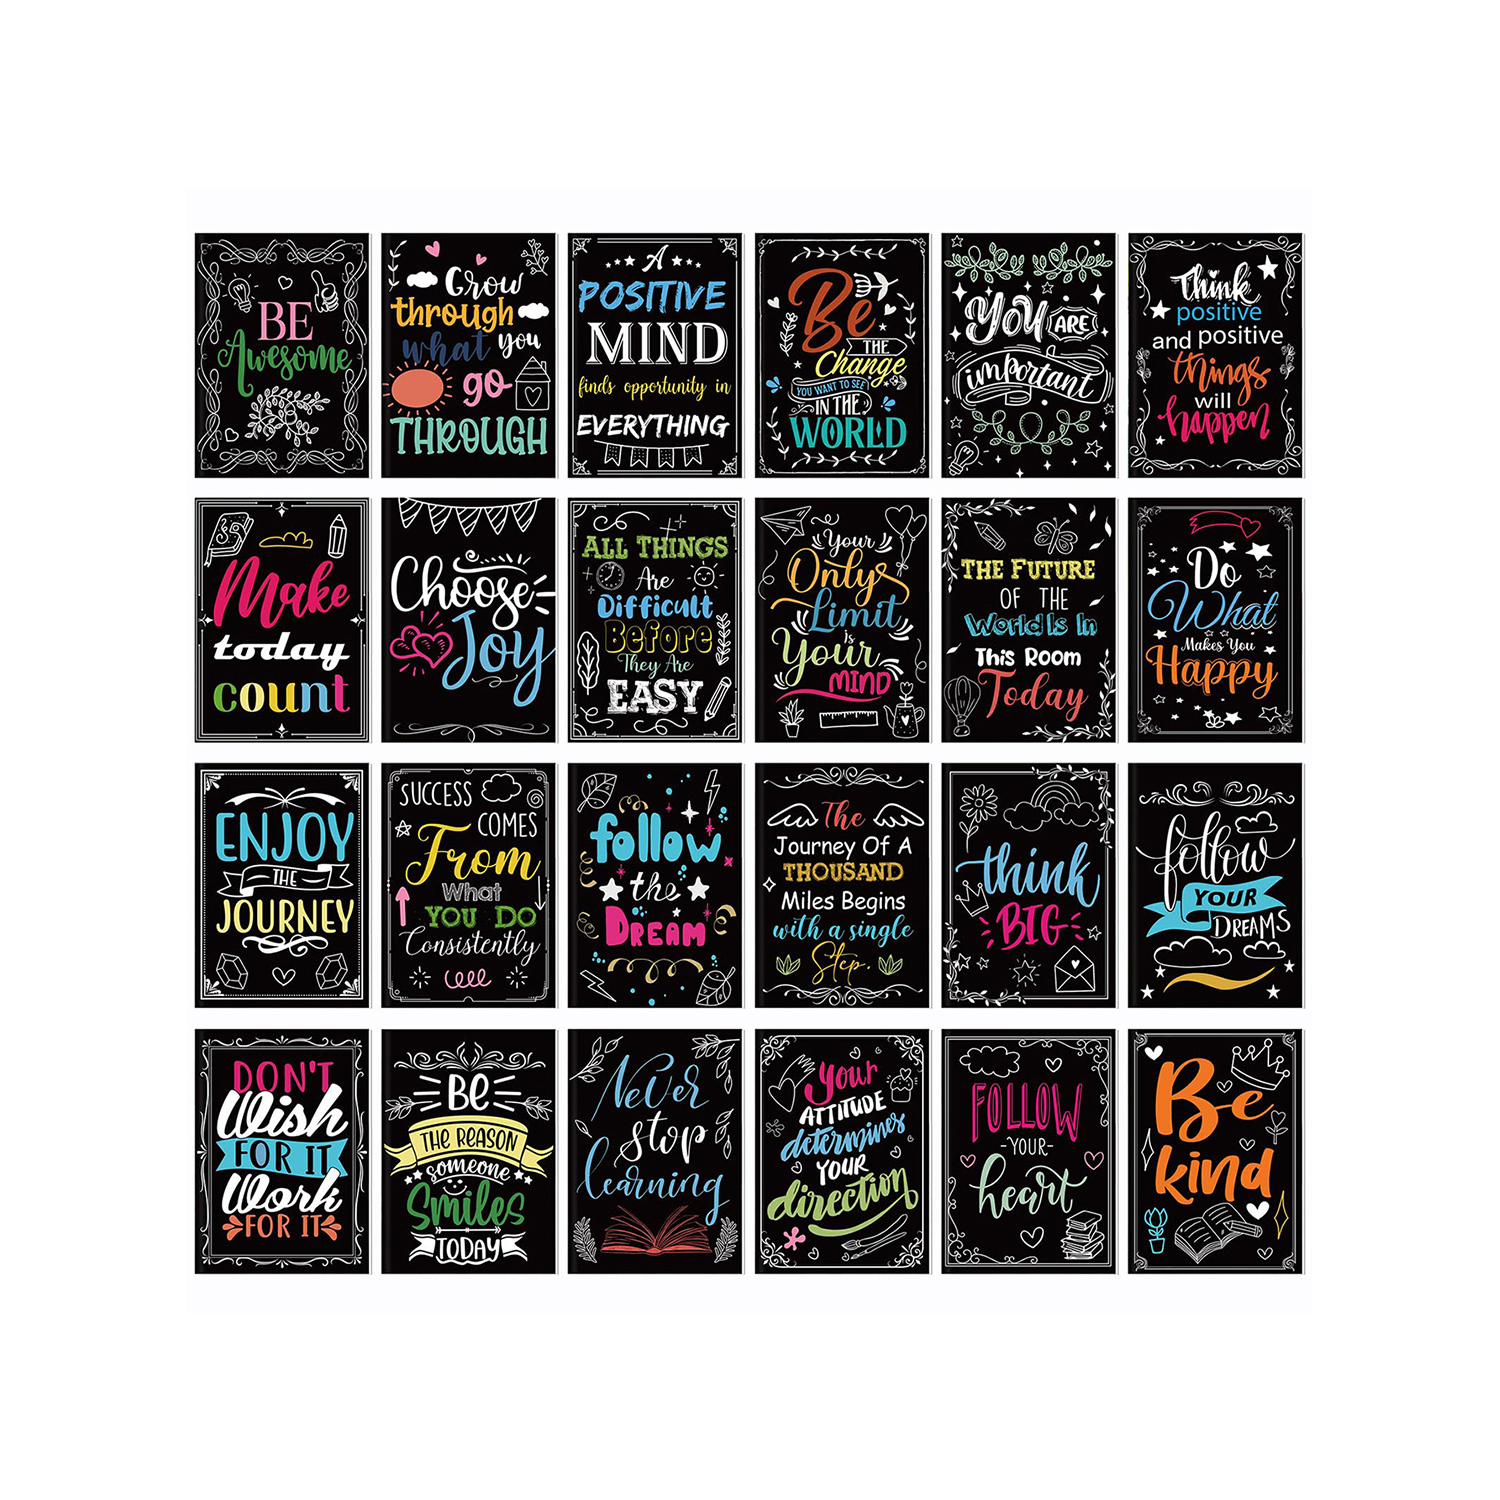 BE
Awesome
Grow
through
what you
go
THROUGH
A
POSITIVE
MIND
finds opportunity in
EVERYTHING
Be
THE
Change
YOU WANT TO SEE
IN THE
WORLD
YOU ARE
important
Think
positive
and positive
things
will
happen
Make
today
count
Choose
Joy
ALL THINGS
Are
Difficult
Before
They Are
EASY
Your
Only
Limit
is
Your
MIND
THE FUTURE
OF THE
World Is In
This Room
Today
Do
What
Makes You
Happy
ENJOY
THE
JOURNEY
SUCCESS
COMES
From
What
YOU DO
Consistently
follow
the
DREAM
The
Journey Of A
THOUSAND
Miles Begins
with a single
Step.
think
BIG
follow
YOUR
DREAMS
DON'T
Wish
FOR IT
Work
FOR IT
Be
THE REASON
someone
Smiles
TODAY
Never
stop
learning
Your
ATTITUDE
determines
YOUR
direction
FOLLOW
-YOUR-
heart
Be
kind